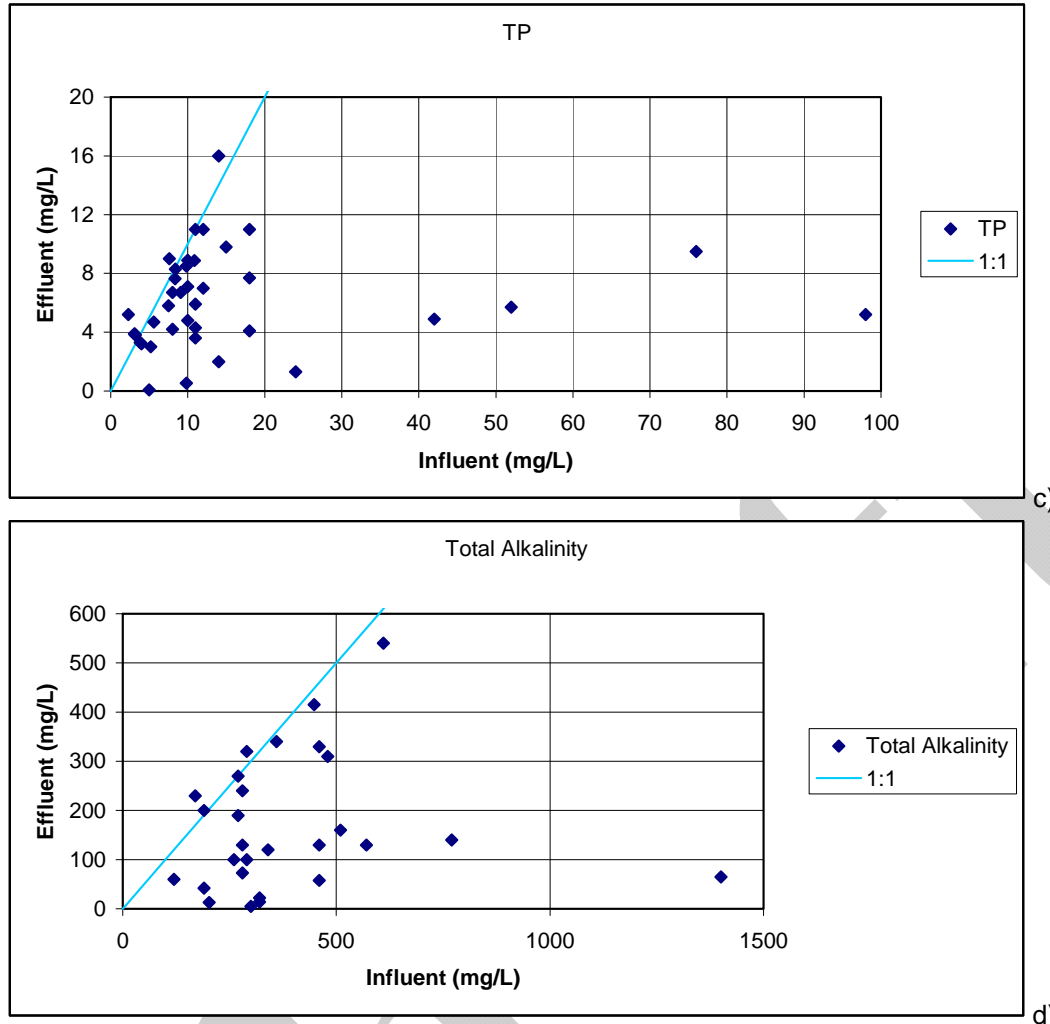 TP
20
16
12
8
4
0
Effluent (mg/L)
0 10 20 30 40 50 60 70 80 90 100
Influent (mg/L)
TP
1:1
c)
Total Alkalinity
600
500
400
300
200
100
0
Effluent (mg/L)
0 500 1000 1500
Influent (mg/L)
Total Alkalinity
1:1
d)